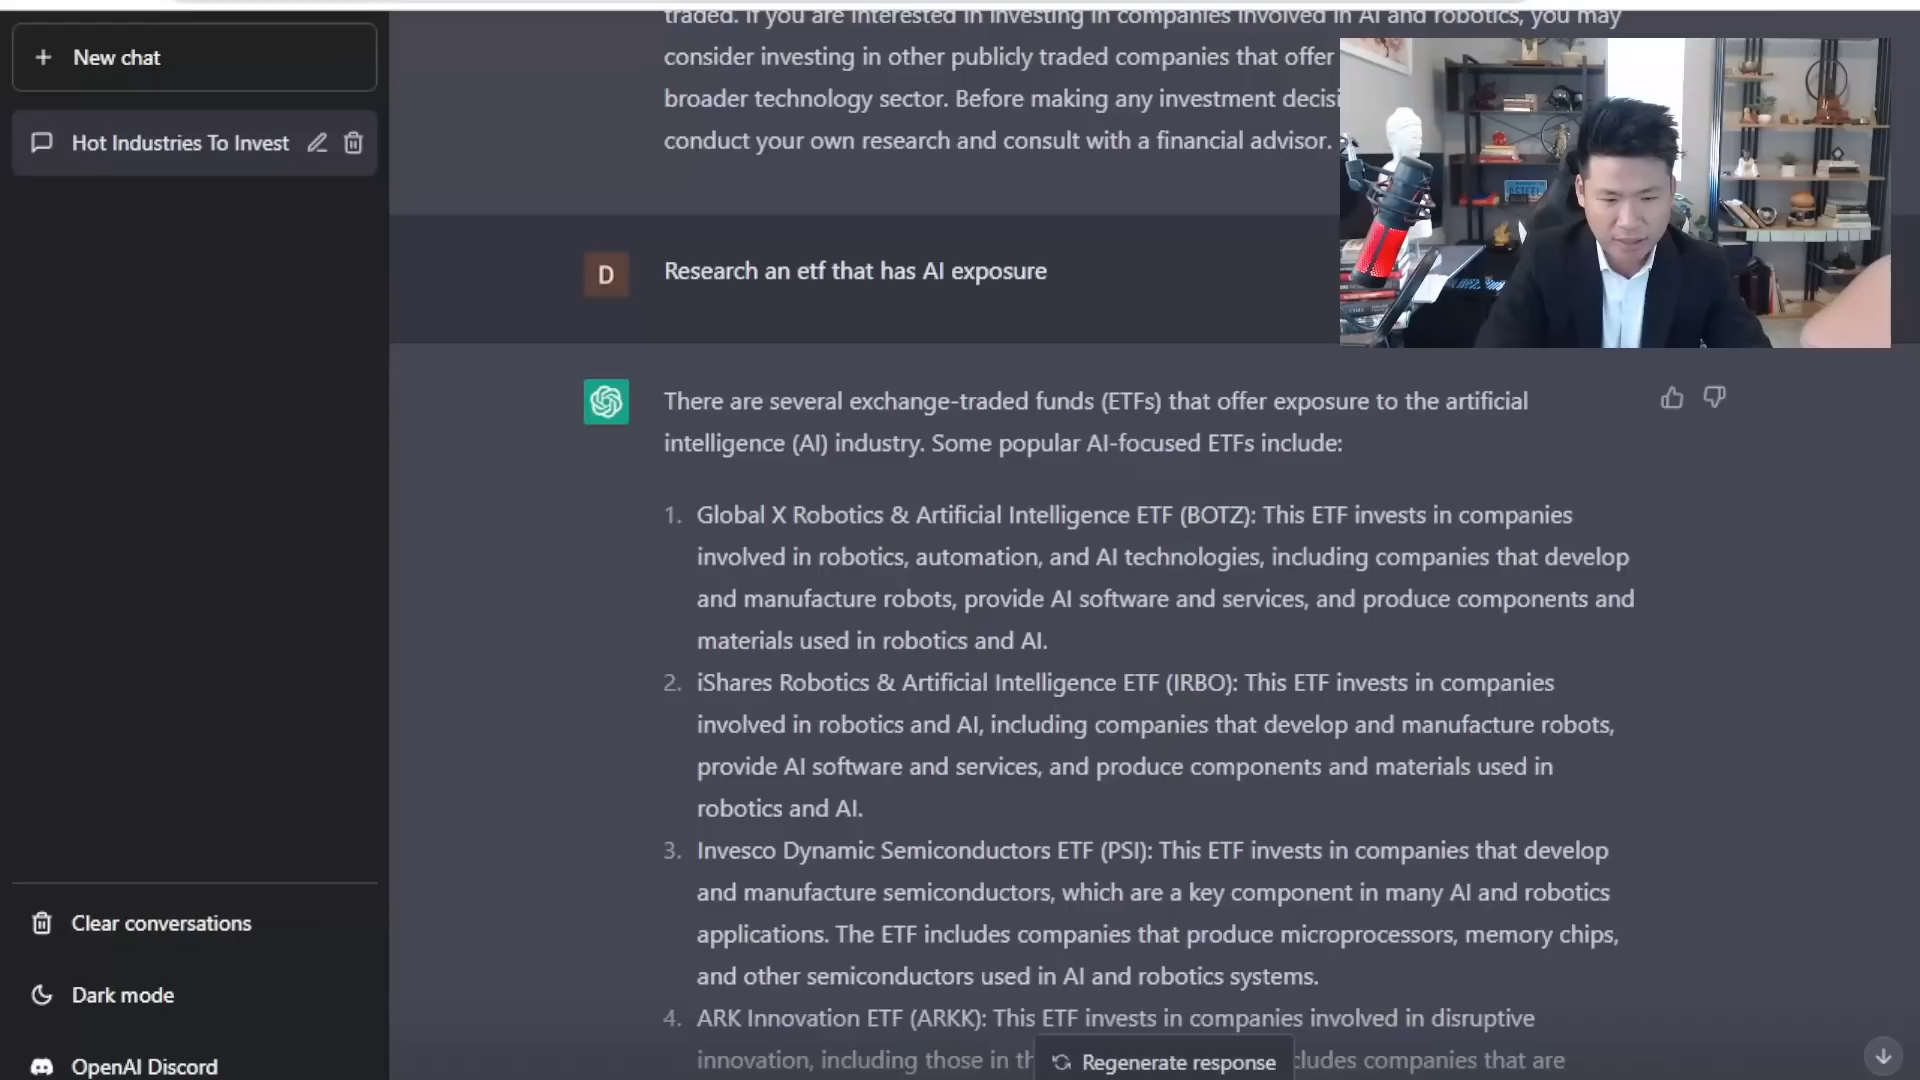 New chat
Hot Industries To Invest
traded. If you are interested in investing in companies involved in AI and robotics, you may
consider investing in other publicly traded companies that offer
broader technology sector. Before making any investment decisi
conduct your own research and consult with a financial advisor.
D
Research an etf that has AI exposure
There are several exchange-traded funds (ETFs) that offer exposure to the artificial
intelligence (AI) industry. Some popular AI-focused ETFs include:
1. Global X Robotics & Artificial Intelligence ETF (BOTZ): This ETF invests in companies
involved in robotics, automation, and AI technologies, including companies that develop
and manufacture robots, provide AI software and services, and produce components and
materials used in robotics and AI.
2. iShares Robotics & Artificial Intelligence ETF (IRBO): This ETF invests in companies
involved in robotics and AI, including companies that develop and manufacture robots,
provide AI software and services, and produce components and materials used in
robotics and AI.
3. Invesco Dynamic Semiconductors ETF (PSI): This ETF invests in companies that develop
and manufacture semiconductors, which are a key component in many AI and robotics
applications. The ETF includes companies that produce microprocessors, memory chips,
and other semiconductors used in AI and robotics systems.
4. ARK Innovation ETF (ARKK): This ETF invests in companies involved in disruptive
innovation, including those in th
cludes companies that are
Regenerate response
Clear conversations
Dark mode
OpenAI Discord